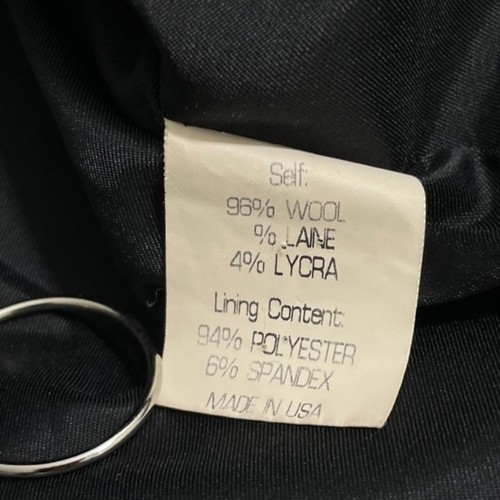 Self:
96% WOOL
% LAINE
4% LYCRA
Lining Content:
94% POLYESTER
6% SPANDEX
MADE IN USA